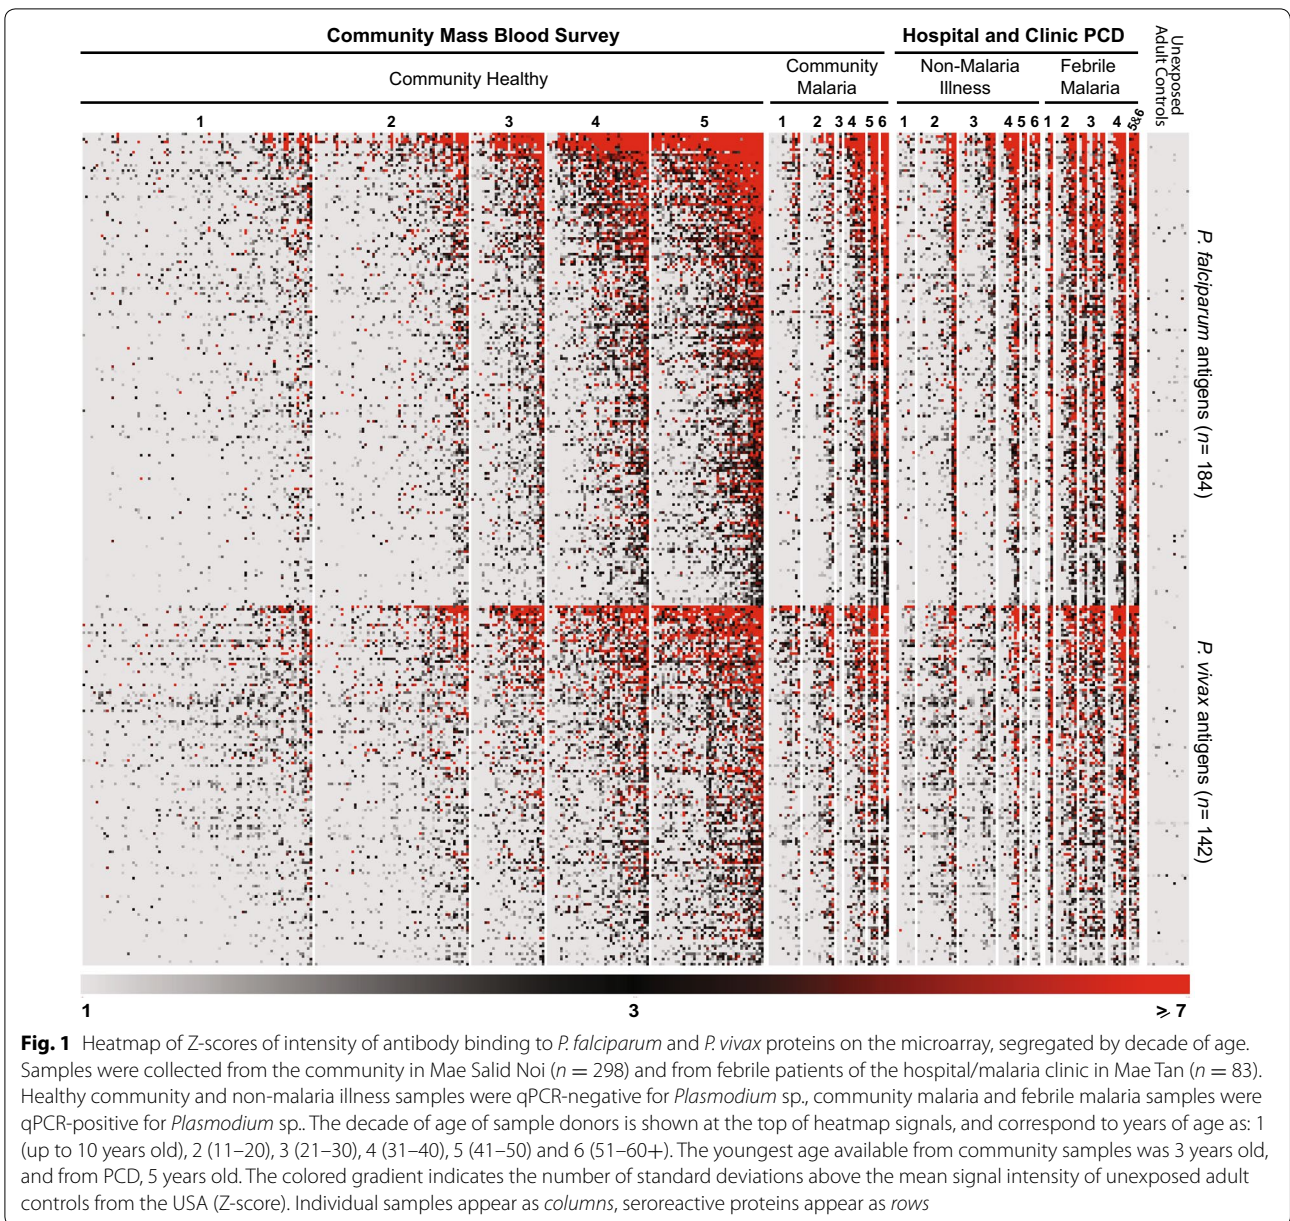 Community Mass Blood Survey
Hospital and Clinic PCD
Unexposed
Adult Controls
Community Healthy
Community
Malaria
Non-Malaria
Illness
Febrile
Malaria
1 2 3 4 5 1 2 3 4 5 6 1 2 3 4 5 6 1 2 3 4 5&6
P. falciparum antigens (n= 184)
P. vivax antigens (n= 142)
1 3 ⩾ 7
Fig. 1 Heatmap of Z-scores of intensity of antibody binding to P. falciparum and P. vivax proteins on the microarray, segregated by decade of age.
Samples were collected from the community in Mae Salid Noi (n = 298) and from febrile patients of the hospital/malaria clinic in Mae Tan (n = 83).
Healthy community and non-malaria illness samples were qPCR-negative for Plasmodium sp., community malaria and febrile malaria samples were
qPCR-positive for Plasmodium sp.. The decade of age of sample donors is shown at the top of heatmap signals, and correspond to years of age as: 1
(up to 10 years old), 2 (11–20), 3 (21–30), 4 (31–40), 5 (41–50) and 6 (51–60+). The youngest age available from community samples was 3 years old,
and from PCD, 5 years old. The colored gradient indicates the number of standard deviations above the mean signal intensity of unexposed adult
controls from the USA (Z-score). Individual samples appear as columns, seroreactive proteins appear as rows